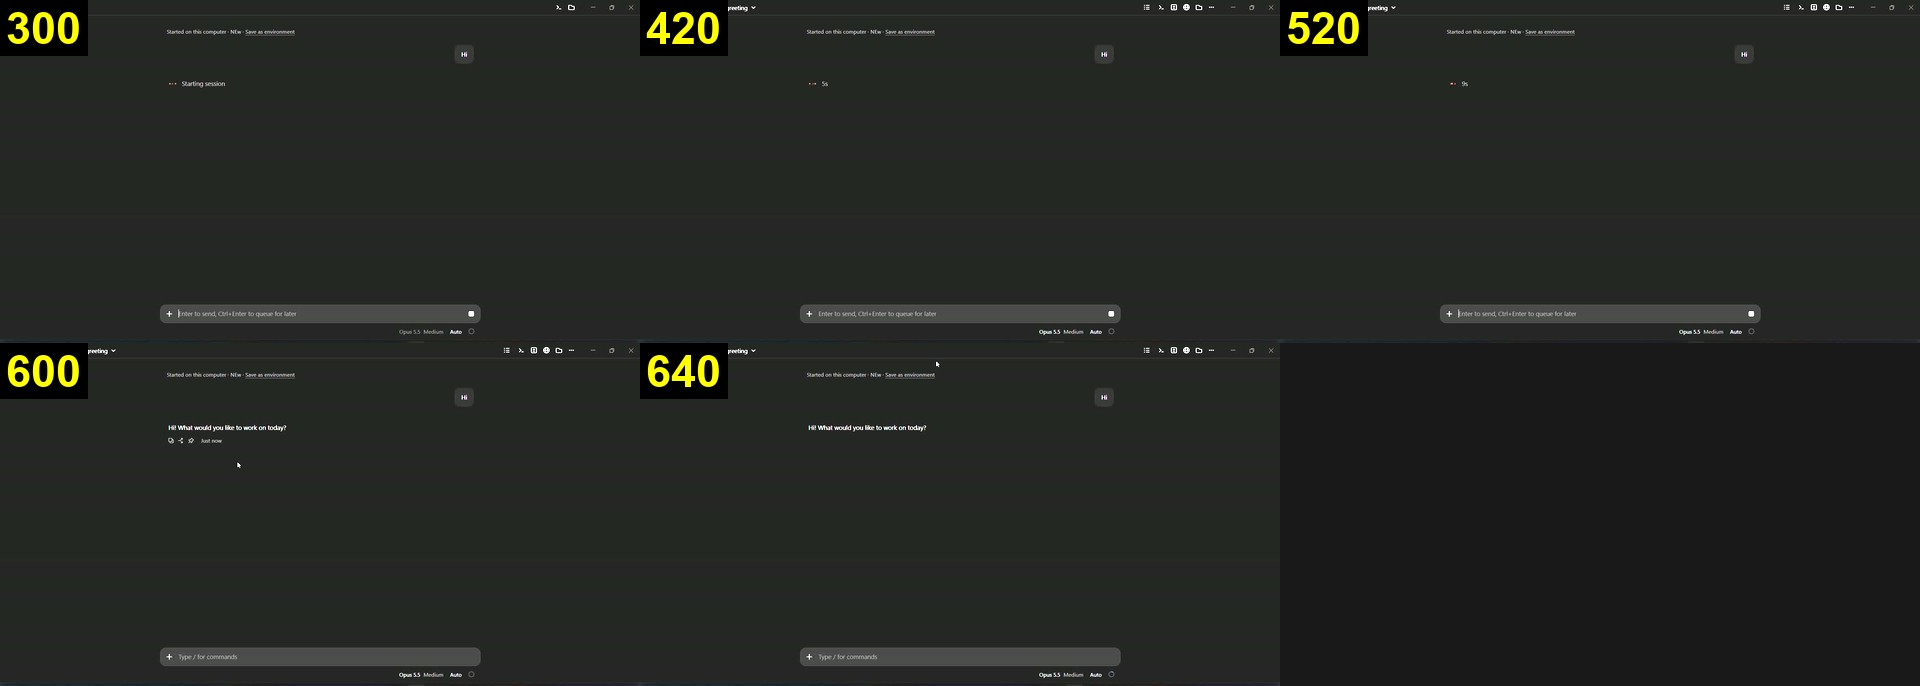 300
Started on this computer · NEw · Save as environment
Hi
Starting session
Enter to send, Ctrl+Enter to queue for later
Opus 5.5 Medium Auto
420
greeting
Started on this computer · NEw · Save as environment
Hi
5s
Enter to send, Ctrl+Enter to queue for later
Opus 5.5 Medium Auto
520
greeting
Started on this computer · NEw · Save as environment
Hi
9s
Enter to send, Ctrl+Enter to queue for later
Opus 5.5 Medium Auto
600
greeting
Started on this computer · NEw · Save as environment
Hi
Hi! What would you like to work on today?
Just now
Type / for commands
Opus 5.5 Medium Auto
640
greeting
Started on this computer · NEw · Save as environment
Hi
Hi! What would you like to work on today?
Type / for commands
Opus 5.5 Medium Auto